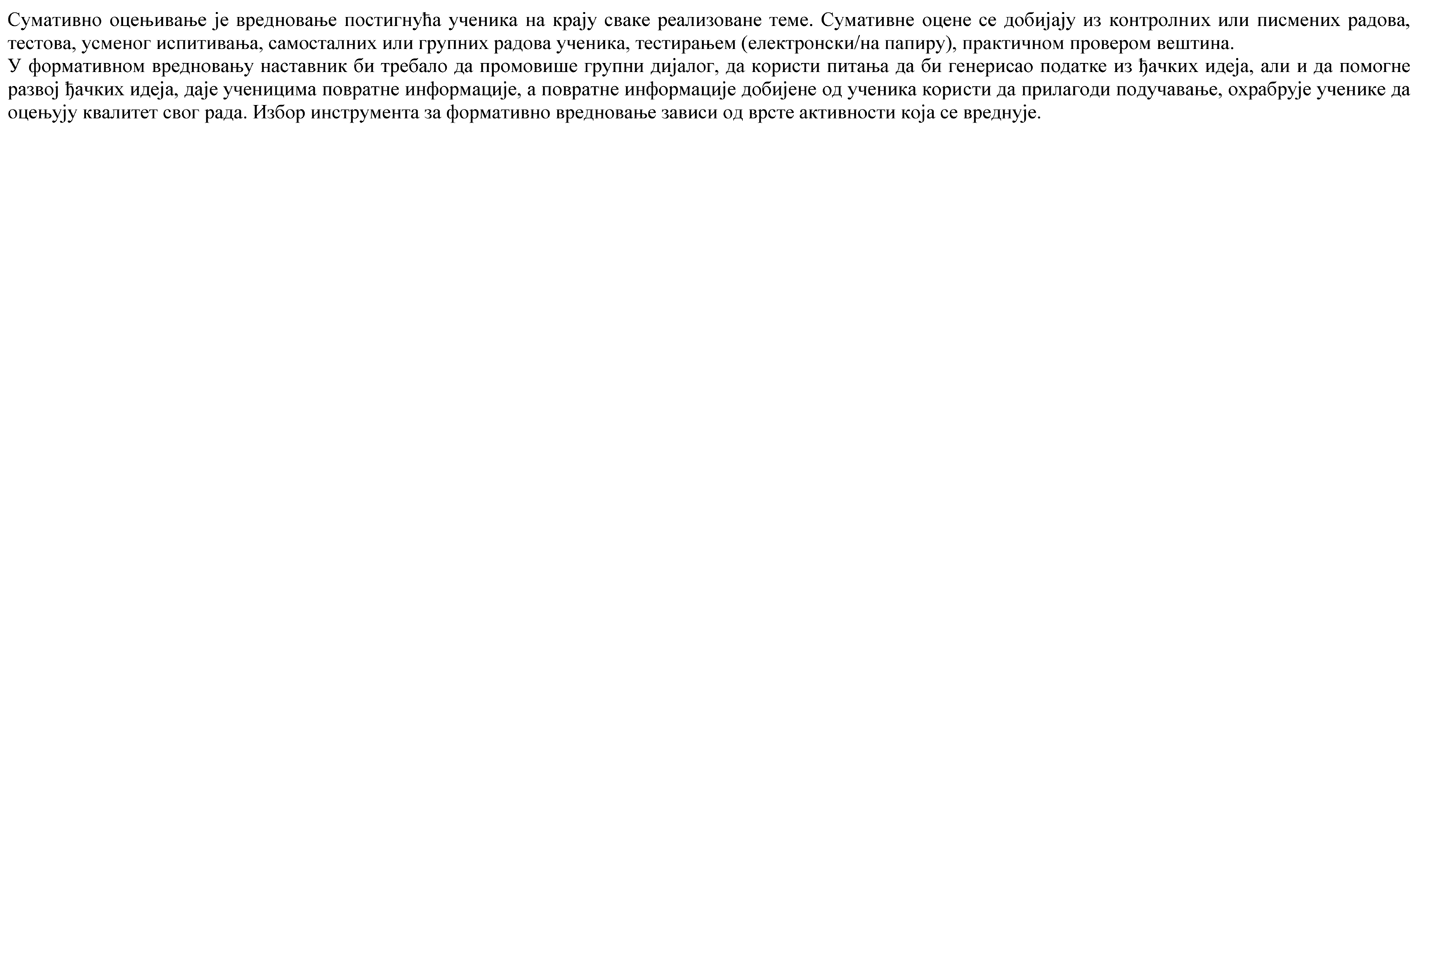 Сумативно оцењивање је вредновање постигнућа ученика на крају сваке реализоване теме. Сумативне оцене се добијају из контролних или писмених радова,
тестова, усменог испитивања, самосталних или групних радова ученика, тестирањем (електронски/на папиру), практичном провером вештина.
У формативном вредновању наставник би требало да промовише групни дијалог, да користи питања да би генерисао податке из ђачких идеја, али и да помогне
развој ђачких идеја, даје ученицима повратне информације, а повратне информације добијене од ученика користи да прилагоди подучавање, охрабрује ученике да
оцењују квалитет свог рада. Избор инструмента за формативно вредновање зависи од врсте активности која се вреднује.